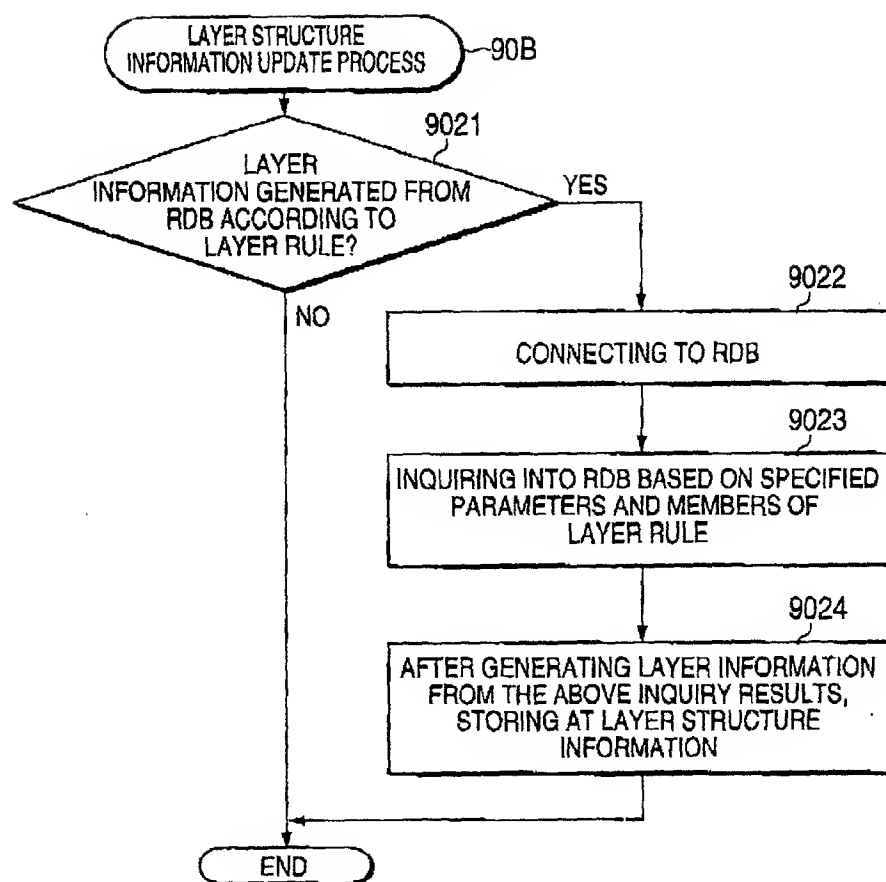 LAYER STRUCTURE
INFORMATION UPDATE PROCESS
90B
9021
LAYER
INFORMATION GENERATED FROM
RDB ACCORDING TO
LAYER RULE?
YES
NO
9022
CONNECTING TO RDB
9023
INQUIRING INTO RDB BASED ON SPECIFIED
PARAMETERS AND MEMBERS OF
LAYER RULE
9024
AFTER GENERATING LAYER INFORMATION
FROM THE ABOVE INQUIRY RESULTS,
STORING AT LAYER STRUCTURE
INFORMATION
END